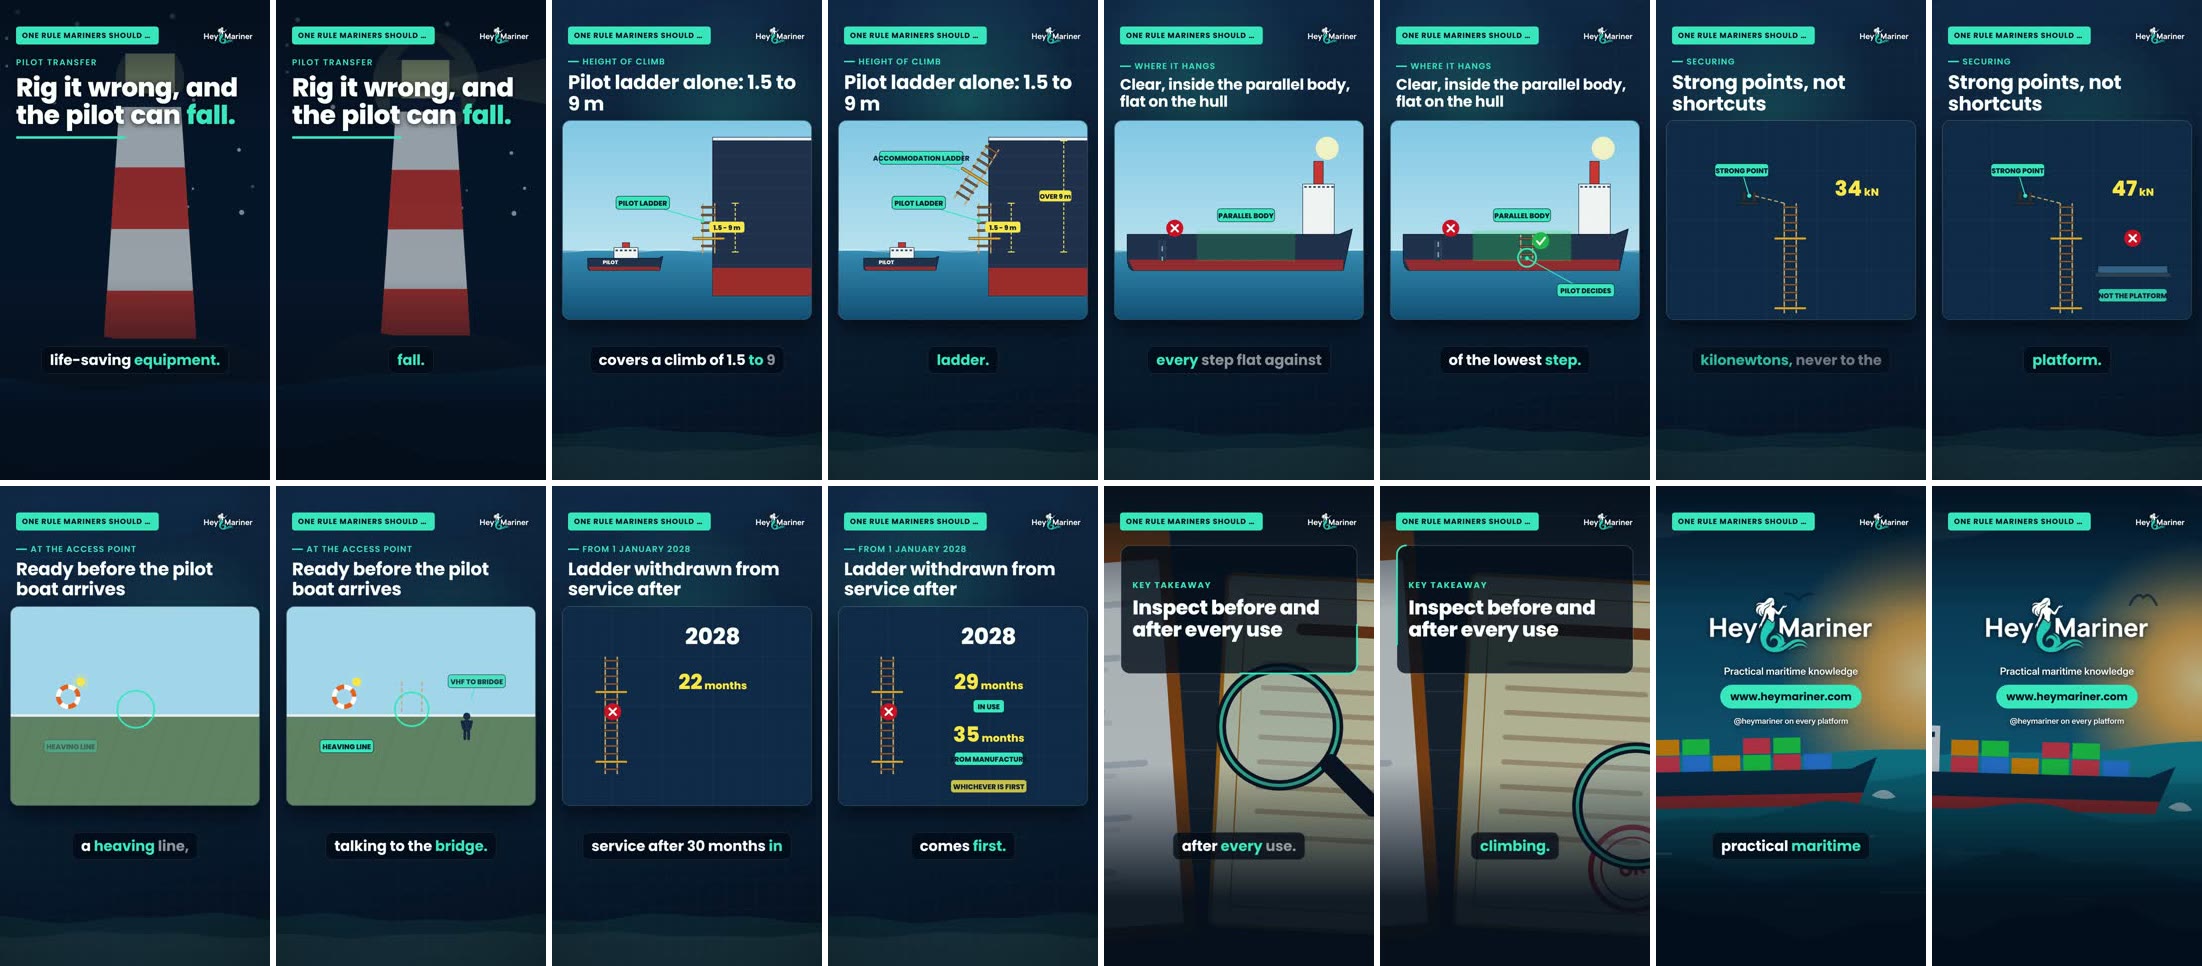 ONE RULE MARINERS SHOULD ...
Hey Mariner
PILOT TRANSFER
Rig it wrong, and
the pilot can fall.
life-saving equipment.
ONE RULE MARINERS SHOULD ...
Hey Mariner
PILOT TRANSFER
Rig it wrong, and
the pilot can fall.
fall.
ONE RULE MARINERS SHOULD ...
Hey Mariner
HEIGHT OF CLIMB
Pilot ladder alone: 1.5 to
9 m
PILOT LADDER
1.5 - 9 m
PILOT
covers a climb of 1.5 to 9
ONE RULE MARINERS SHOULD ...
Hey Mariner
HEIGHT OF CLIMB
Pilot ladder alone: 1.5 to
9 m
ACCOMMODATION LADDER
OVER 9 m
PILOT LADDER
1.5 - 9 m
PILOT
ladder.
ONE RULE MARINERS SHOULD ...
Hey Mariner
WHERE IT HANGS
Clear, inside the parallel body,
flat on the hull
PARALLEL BODY
every step flat against
ONE RULE MARINERS SHOULD ...
Hey Mariner
WHERE IT HANGS
Clear, inside the parallel body,
flat on the hull
PARALLEL BODY
PILOT DECIDES
of the lowest step.
ONE RULE MARINERS SHOULD ...
Hey Mariner
SECURING
Strong points, not
shortcuts
STRONG POINT
34 kN
kilonewtons, never to the
ONE RULE MARINERS SHOULD ...
Hey Mariner
SECURING
Strong points, not
shortcuts
STRONG POINT
47 kN
NOT THE PLATFORM
platform.
ONE RULE MARINERS SHOULD ...
Hey Mariner
AT THE ACCESS POINT
Ready before the pilot
boat arrives
HEAVING LINE
a heaving line,
ONE RULE MARINERS SHOULD ...
Hey Mariner
AT THE ACCESS POINT
Ready before the pilot
boat arrives
VHF TO BRIDGE
HEAVING LINE
talking to the bridge.
ONE RULE MARINERS SHOULD ...
Hey Mariner
FROM 1 JANUARY 2028
Ladder withdrawn from
service after
2028
22 months
service after 30 months in
ONE RULE MARINERS SHOULD ...
Hey Mariner
FROM 1 JANUARY 2028
Ladder withdrawn from
service after
2028
29 months
IN USE
35 months
FROM MANUFACTURE
WHICHEVER IS FIRST
comes first.
ONE RULE MARINERS SHOULD ...
Hey Mariner
KEY TAKEAWAY
Inspect before and
after every use
after every use.
ONE RULE MARINERS SHOULD ...
Hey Mariner
KEY TAKEAWAY
Inspect before and
after every use
climbing.
ONE RULE MARINERS SHOULD ...
Hey Mariner
Hey Mariner
Practical maritime knowledge
www.heymariner.com
@heymariner on every platform
practical maritime
ONE RULE MARINERS SHOULD ...
Hey Mariner
Hey Mariner
Practical maritime knowledge
www.heymariner.com
@heymariner on every platform